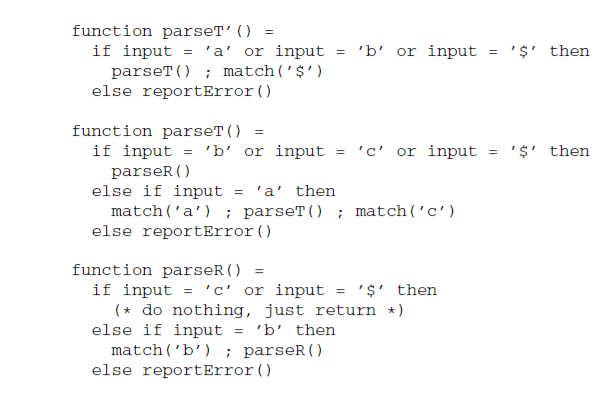 function parseT’() =
if input = ’a’ or input = ’b’ or input = ’$’ then
parseT() ; match(’$’)
else reportError()
function parseT() =
if input = ’b’ or input = ’c’ or input = ’$’ then
parseR()
else if input = ’a’ then
match(’a’) ; parseT() ; match(’c’)
else reportError()
function parseR() =
if input = ’c’ or input = ’$’ then
(* do nothing, just return *)
else if input = ’b’ then
match(’b’) ; parseR()
else reportError()